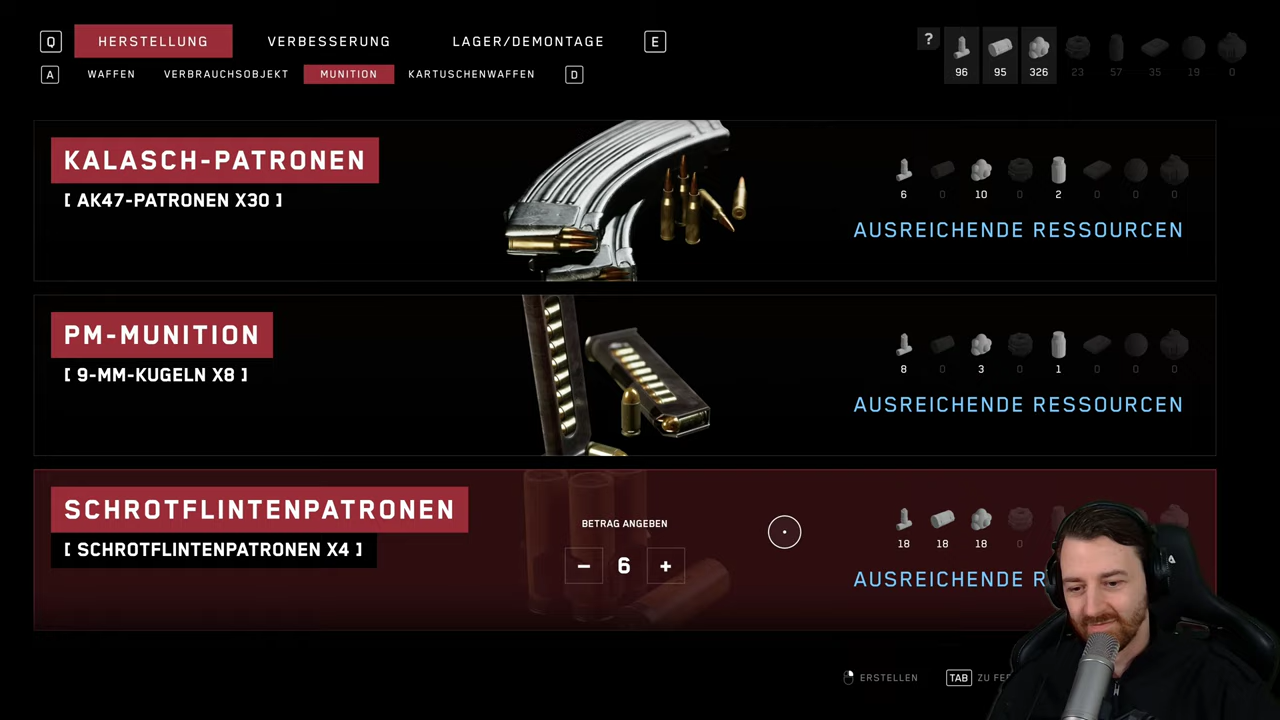 Q HERSTELLUNG VERBESSERUNG LAGER/DEMONTAGE E
A WAFFEN VERBRAUCHSOBJEKT MUNITION KARTUSCHENWAFFEN D
?
96 95 326 23 57 35 19 0
KALASCH-PATRONEN
[ AK47-PATRONEN X30 ]
6 0 10 0 2 0 0 0
AUSREICHENDE RESSOURCEN
PM-MUNITION
[ 9-MM-KUGELN X8 ]
8 0 3 0 1 0 0 0
AUSREICHENDE RESSOURCEN
SCHROTFLINTENPATRONEN
[ SCHROTFLINTENPATRONEN X4 ]
BETRAG ANGEBEN
− 6 +
18 18 18 0
AUSREICHENDE
ERSTELLEN TAB ZU